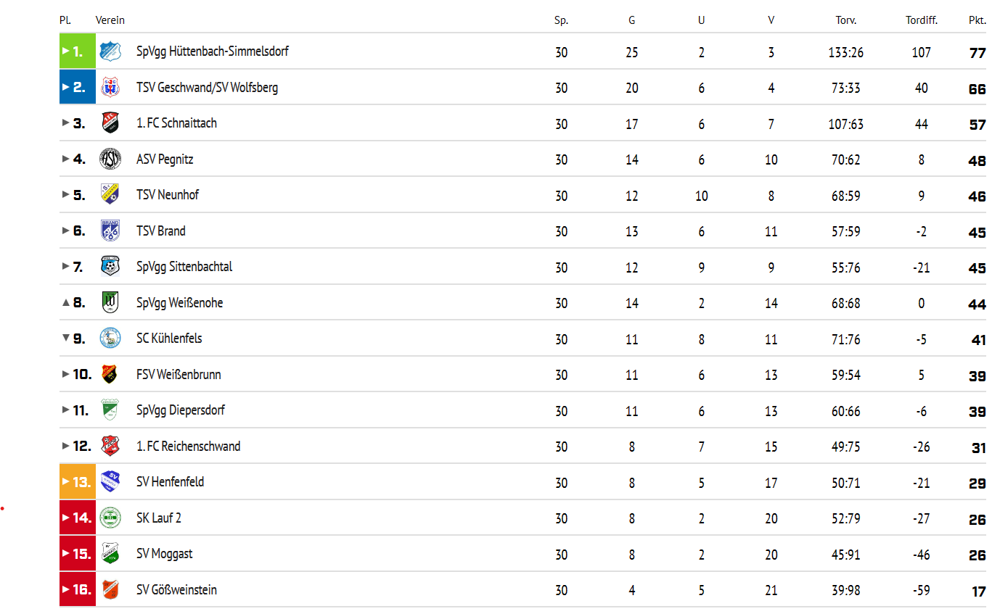 Pl. Verein Sp. G U V Torv. Tordiff. Pkt.
1. SpVgg Hüttenbach-Simmelsdorf 30 25 2 3 133:26 107 77
2. TSV Geschwand/SV Wolfsberg 30 20 6 4 73:33 40 66
3. 1. FC Schnaittach 30 17 6 7 107:63 44 57
4. ASV Pegnitz 30 14 6 10 70:62 8 48
5. TSV Neunhof 30 12 10 8 68:59 9 46
6. TSV Brand 30 13 6 11 57:59 -2 45
7. SpVgg Sittenbachtal 30 12 9 9 55:76 -21 45
8. SpVgg Weißenohe 30 14 2 14 68:68 0 44
9. SC Kühlenfels 30 11 8 11 71:76 -5 41
10. FSV Weißenbrunn 30 11 6 13 59:54 5 39
11. SpVgg Diepersdorf 30 11 6 13 60:66 -6 39
12. 1. FC Reichenschwand 30 8 7 15 49:75 -26 31
13. SV Henfenfeld 30 8 5 17 50:71 -21 29
14. SK Lauf 2 30 8 2 20 52:79 -27 26
15. SV Moggast 30 8 2 20 45:91 -46 26
16. SV Gößweinstein 30 4 5 21 39:98 -59 17